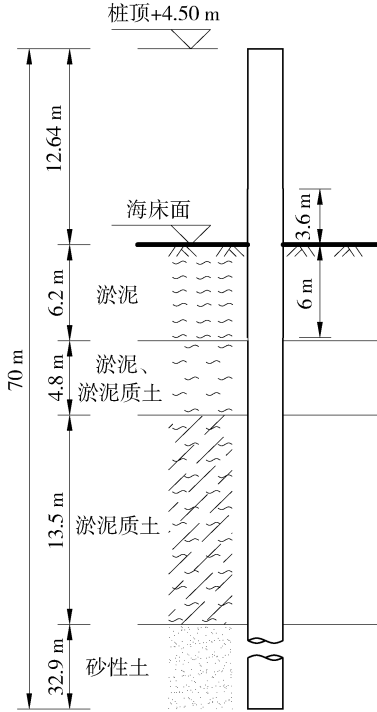 桩顶+4.50 m
12.64 m
海床面
3.6 m
6.2 m
淤泥
6 m
70 m
4.8 m
淤泥、
淤泥质土
13.5 m
淤泥质土
32.9 m
砂性土